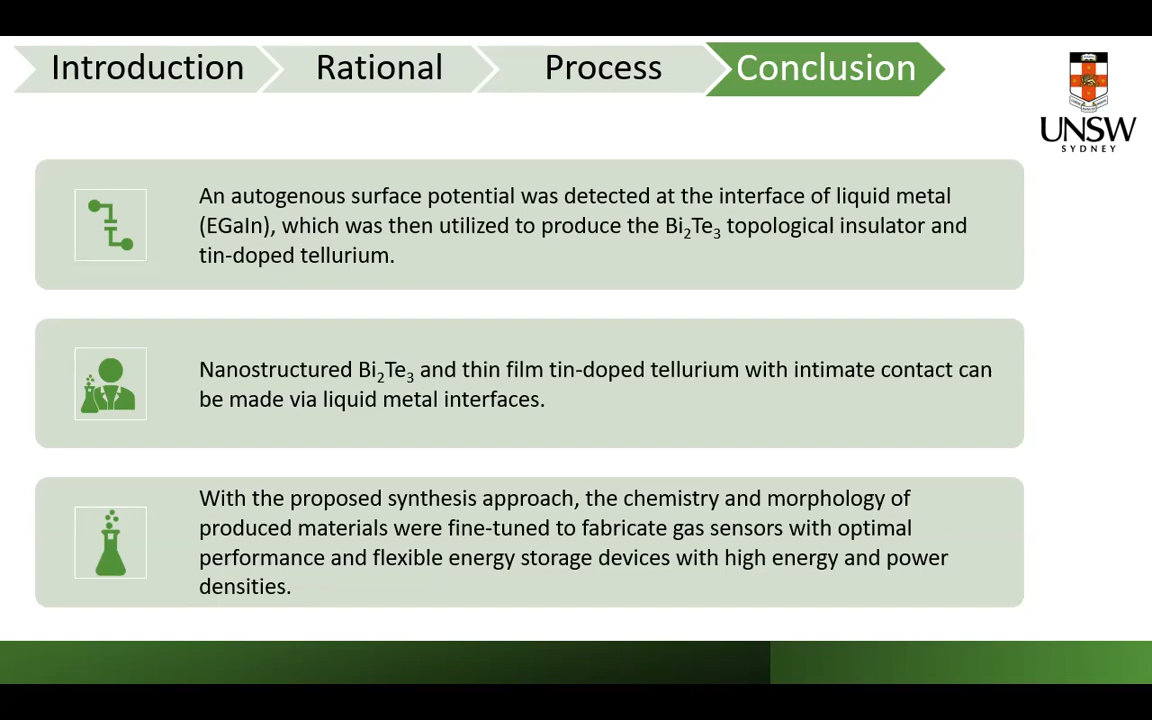 Introduction
Rational
Process
Conclusion
UNSW
SYDNEY
An autogenous surface potential was detected at the interface of liquid metal
(EGaIn), which was then utilized to produce the Bi₂Te₃ topological insulator and
tin-doped tellurium.
Nanostructured Bi₂Te₃ and thin film tin-doped tellurium with intimate contact can
be made via liquid metal interfaces.
With the proposed synthesis approach, the chemistry and morphology of
produced materials were fine-tuned to fabricate gas sensors with optimal
performance and flexible energy storage devices with high energy and power
densities.